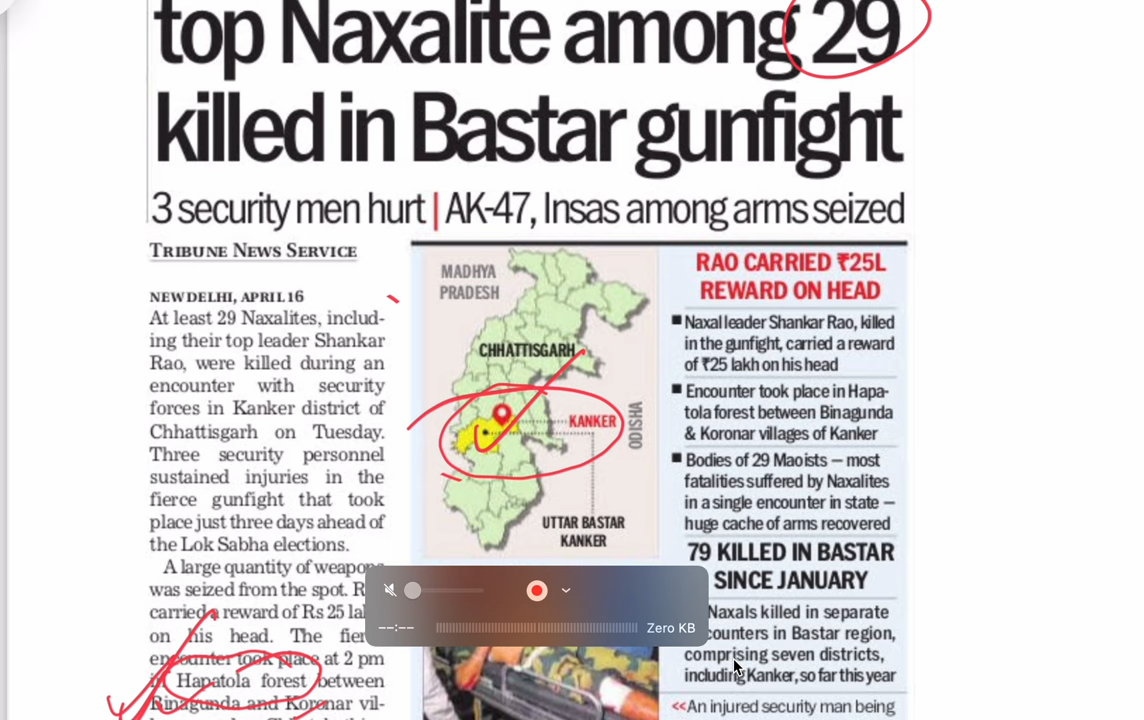 top Naxalite among 29
killed in Bastar gunfight
3 security men hurt | AK-47, Insas among arms seized
TRIBUNE NEWS SERVICE
NEW DELHI, APRIL 16
At least 29 Naxalites, includ-
ing their top leader Shankar
Rao, were killed during an
encounter with security
forces in Kanker district of
Chhattisgarh on Tuesday.
Three security personnel
sustained injuries in the
fierce gunfight that took
place just three days ahead of
the Lok Sabha elections.
A large quantity of weapons
was seized from the spot. R
carried a reward of Rs 25 la
on his head. The fier
encounter took place at 2 pm
in Hapatola forest between
Binagunda and Koronar vil-
MADHYA
PRADESH
CHHATTISGARH
KANKER
ODISHA
UTTAR BASTAR
KANKER
RAO CARRIED ₹25L
REWARD ON HEAD
■ Naxal leader Shankar Rao, killed
in the gunfight, carried a reward
of ₹25 lakh on his head
■ Encounter took place in Hapa-
tola forest between Binagunda
& Koronar villages of Kanker
■ Bodies of 29 Maoists — most
fatalities suffered by Naxalites
in a single encounter in state —
huge cache of arms recovered
79 KILLED IN BASTAR
SINCE JANUARY
Naxals killed in separate
counters in Bastar region,
comprising seven districts,
including Kanker, so far this year
<<An injured security man being
--:--
Zero KB